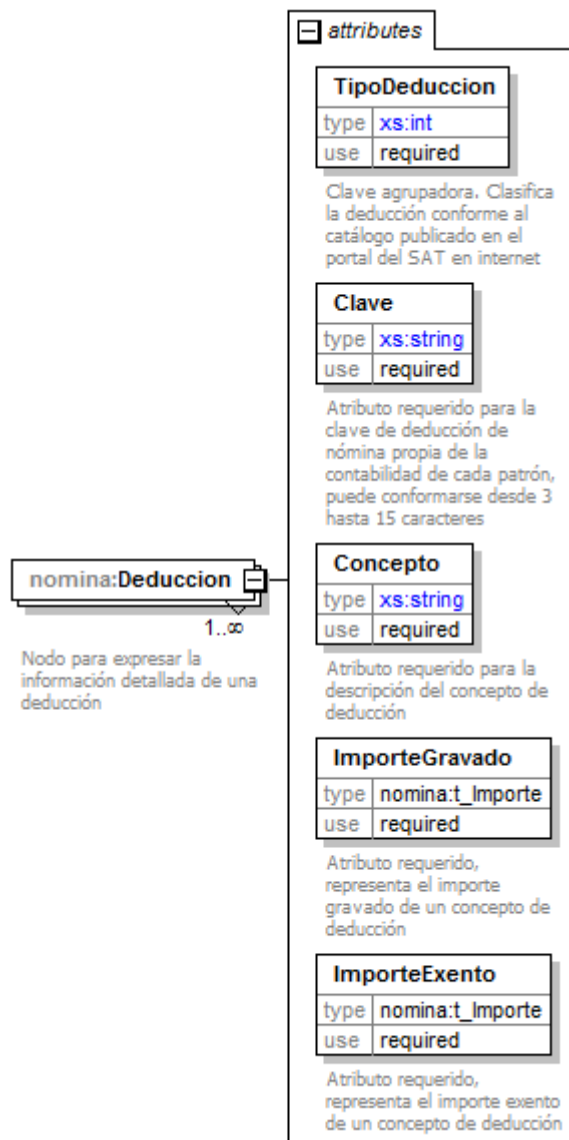 attributes
TipoDeduccion
type xs:int
use required
Clave agrupadora. Clasifica
la deducción conforme al
catálogo publicado en el
portal del SAT en internet
Clave
type xs:string
use required
Atributo requerido para la
clave de deducción de
nómina propia de la
contabilidad de cada patrón,
puede conformarse desde 3
hasta 15 caracteres
nomina:Deduccion
1..∞
Nodo para expresar la
información detallada de una
deducción
Concepto
type xs:string
use required
Atributo requerido para la
descripción del concepto de
deducción
ImporteGravado
type nomina:t_Importe
use required
Atributo requerido,
representa el importe
gravado de un concepto de
deducción
ImporteExento
type nomina:t_Importe
use required
Atributo requerido,
representa el importe exento
de un concepto de deducción